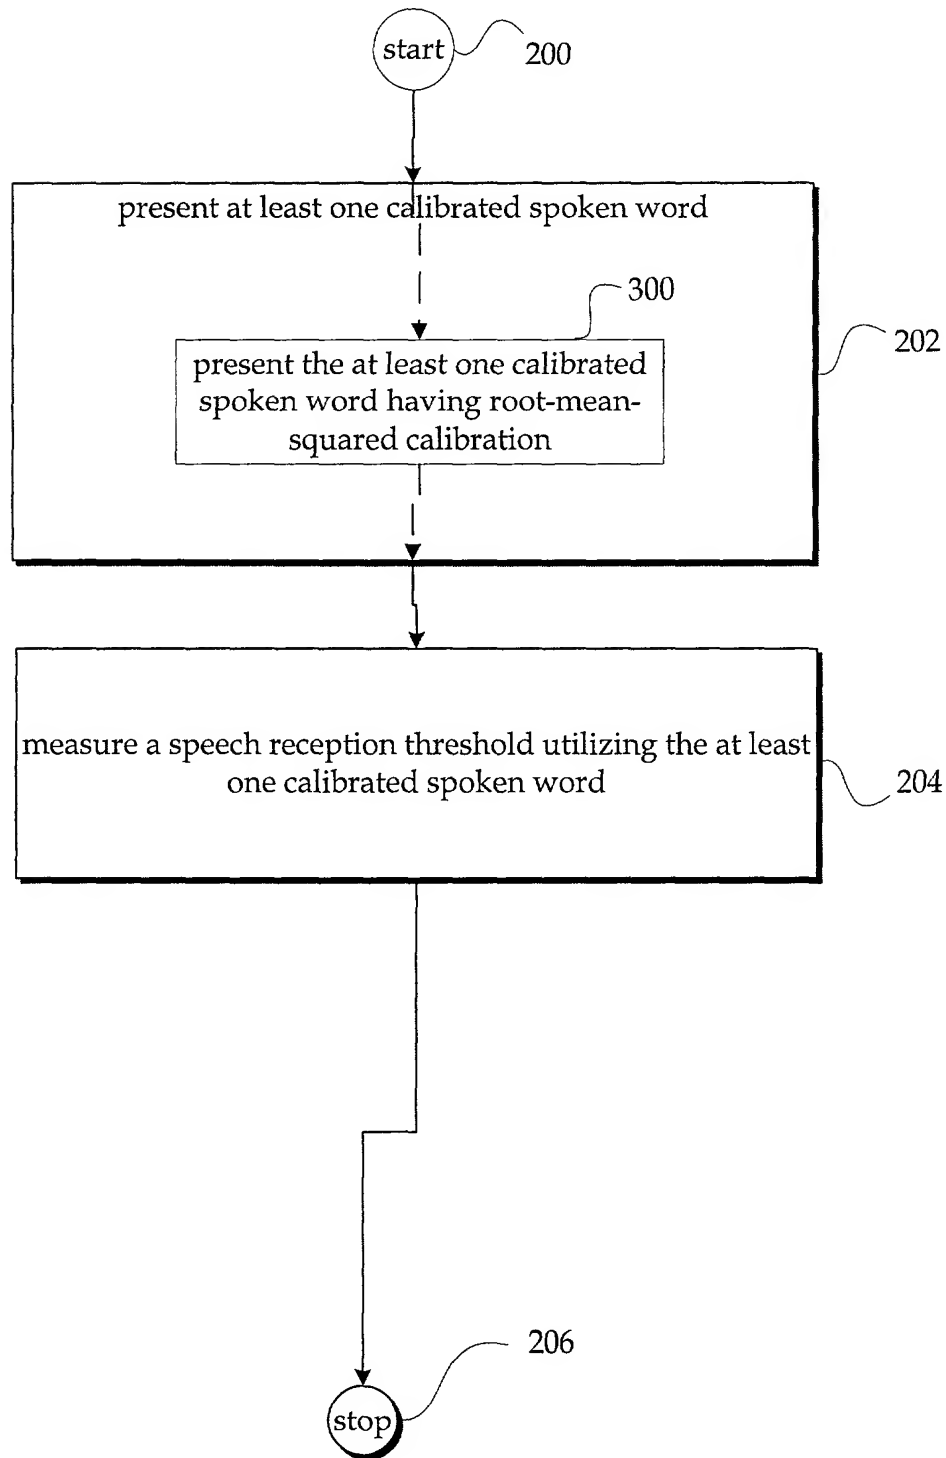 start
200
present at least one calibrated spoken word
300
present the at least one calibrated
spoken word having root-mean-
squared calibration
202
measure a speech reception threshold utilizing the at least
one calibrated spoken word
204
206
stop